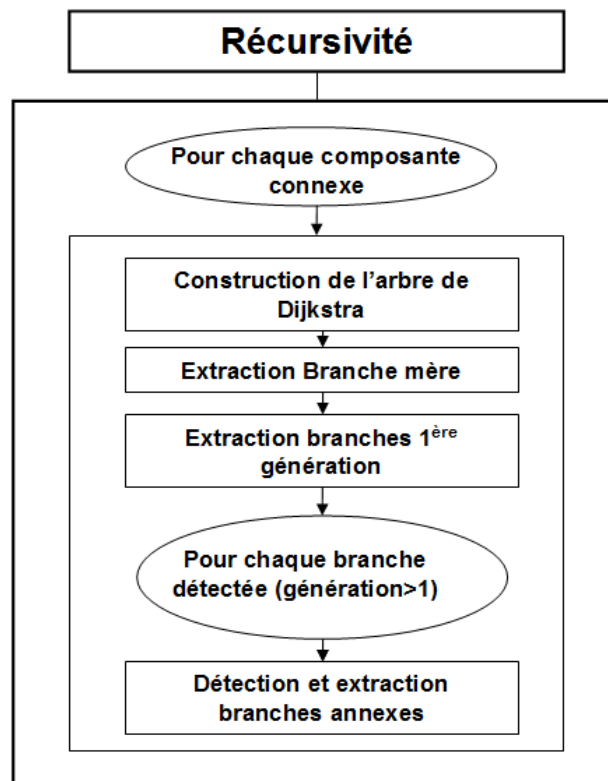 Récursivité
Pour chaque composante
connexe
Construction de l'arbre de
Dijkstra
Extraction Branche mère
Extraction branches 1ère
génération
Pour chaque branche
détectée (génération>1)
Détection et extraction
branches annexes